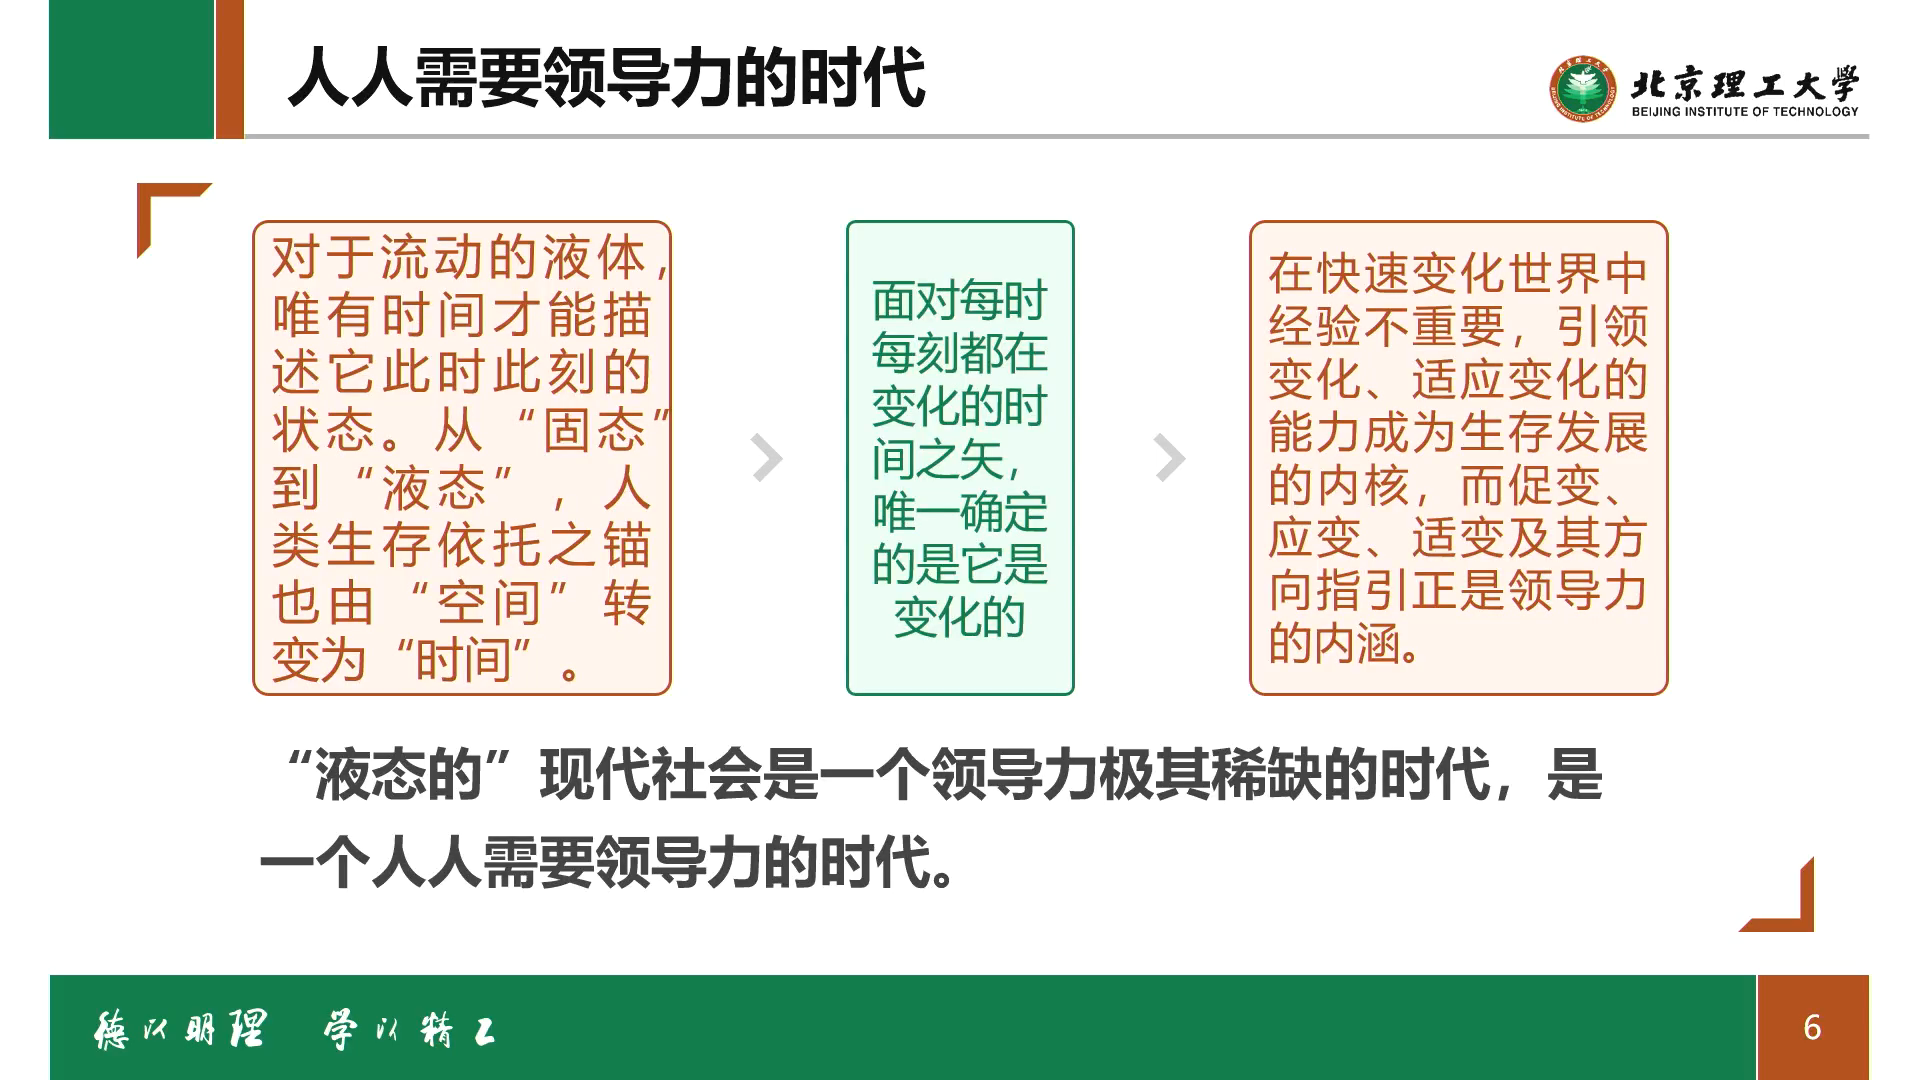 人人需要领导力的时代
北京理工大学
BEIJING INSTITUTE OF TECHNOLOGY
对于流动的液体，
唯有时间才能描
述它此时此刻的
状态。从“固态”
到“液态”，人
类生存依托之锚
也由“空间”转
变为“时间”。
面对每时
每刻都在
变化的时
间之矢，
唯一确定
的是它是
变化的
在快速变化世界中
经验不重要，引领
变化、适应变化的
能力成为生存发展
的内核，而促变、
应变、适变及其方
向指引正是领导力
的内涵。
“液态的”现代社会是一个领导力极其稀缺的时代，是
一个人人需要领导力的时代。
德以明理 学以精工
6